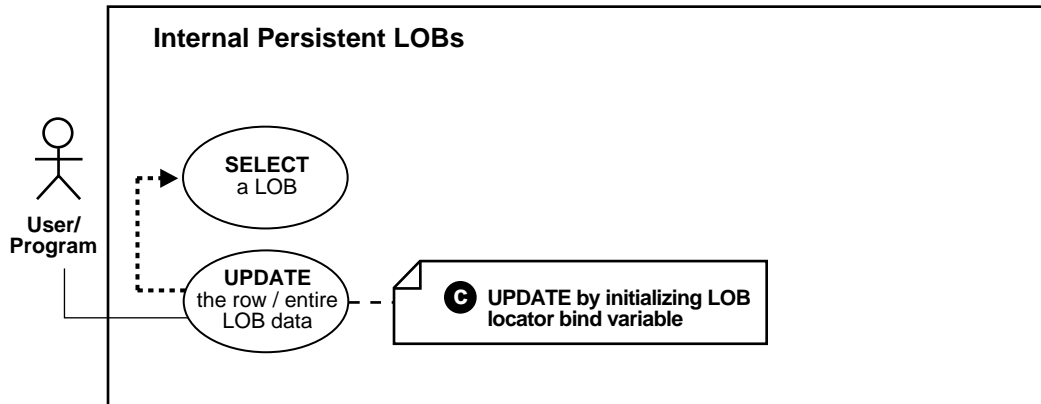 Internal Persistent LOBs
SELECT
a LOB
User/
Program
UPDATE
the row / entire
LOB data
C UPDATE by initializing LOB
locator bind variable